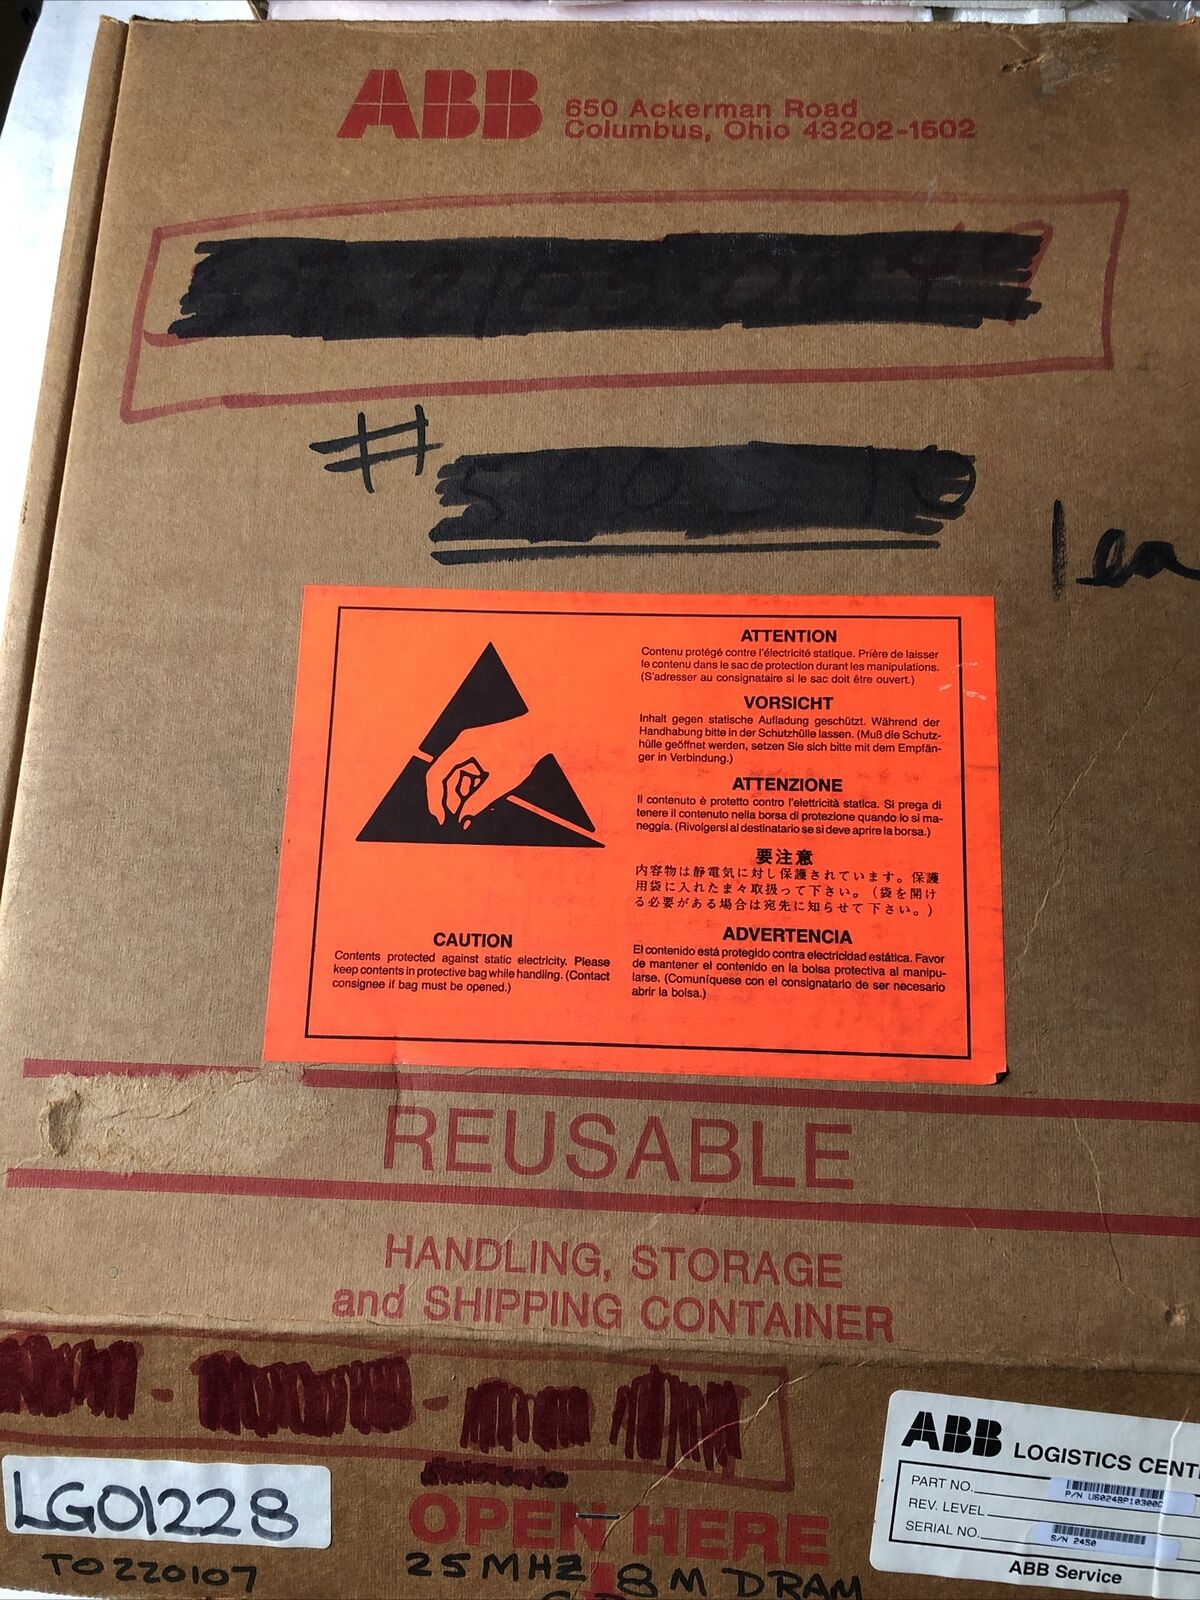 ABB
650 Ackerman Road
Columbus, Ohio 43202-1502
#
1 ea
ATTENTION
Contenu protégé contre l'électricité statique. Prière de laisser
le contenu dans le sac de protection durant les manipulations.
(S'adresser au consignataire si le sac doit être ouvert.)
VORSICHT
Inhalt gegen statische Aufladung geschützt. Während der
Handhabung bitte in der Schutzhülle lassen. (Muß die Schutz-
hülle geöffnet werden, setzen Sie sich bitte mit dem Empfän-
ger in Verbindung.)
ATTENZIONE
Il contenuto è protetto contro l'elettricità statica. Si prega di
tenere il contenuto nella borsa di protezione quando lo si ma-
neggia. (Rivolgersi al destinatario se si deve aprire la borsa.)
要注意
内容物は静電気に対し保護されています。保護
用袋に入れたま々取扱って下さい。（袋を開け
る必要がある場合は宛先に知らせて下さい。）
ADVERTENCIA
El contenido está protegido contra electricidad estática. Favor
de mantener el contenido en la bolsa protectiva al manipu-
larse. (Comuníquese con el consignatario de ser necesario
abrir la bolsa.)
CAUTION
Contents protected against static electricity. Please
keep contents in protective bag while handling. (Contact
consignee if bag must be opened.)
REUSABLE
HANDLING, STORAGE
and SHIPPING CONTAINER
LG01228
TO220107
OPEN HERE
25 MHZ 8 M DRAM
ABB LOGISTICS CENT
PART NO.
P/N U6024BP10300C
REV. LEVEL
SERIAL NO.
S/N 2450
ABB Service